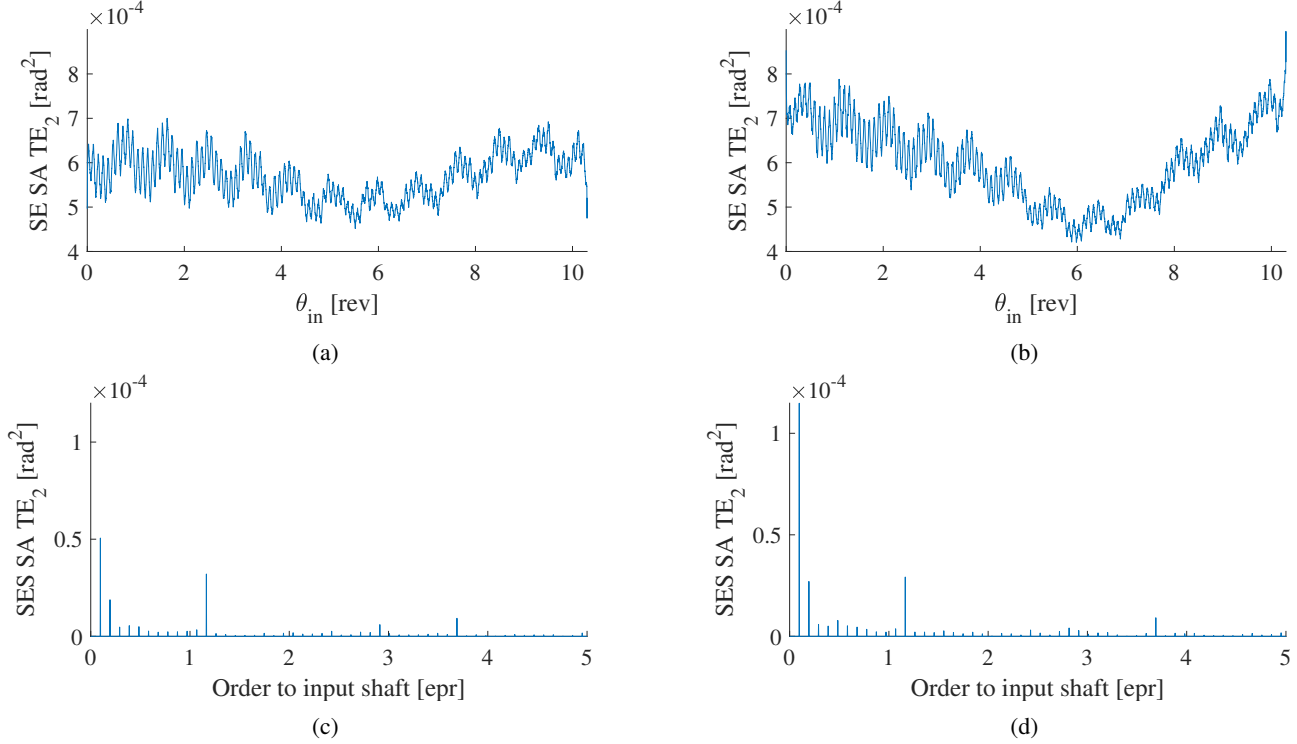 ×10⁻⁴
SE SA TE₂ [rad²]
8
7
6
5
4
0 2 4 6 8 10
θ_in [rev]
(a)
×10⁻⁴
SE SA TE₂ [rad²]
8
7
6
5
4
0 2 4 6 8 10
θ_in [rev]
(b)
×10⁻⁴
SES SA TE₂ [rad²]
1
0.5
0
0 1 2 3 4 5
Order to input shaft [epr]
(c)
×10⁻⁴
SES SA TE₂ [rad²]
1
0.5
0
0 1 2 3 4 5
Order to input shaft [epr]
(d)